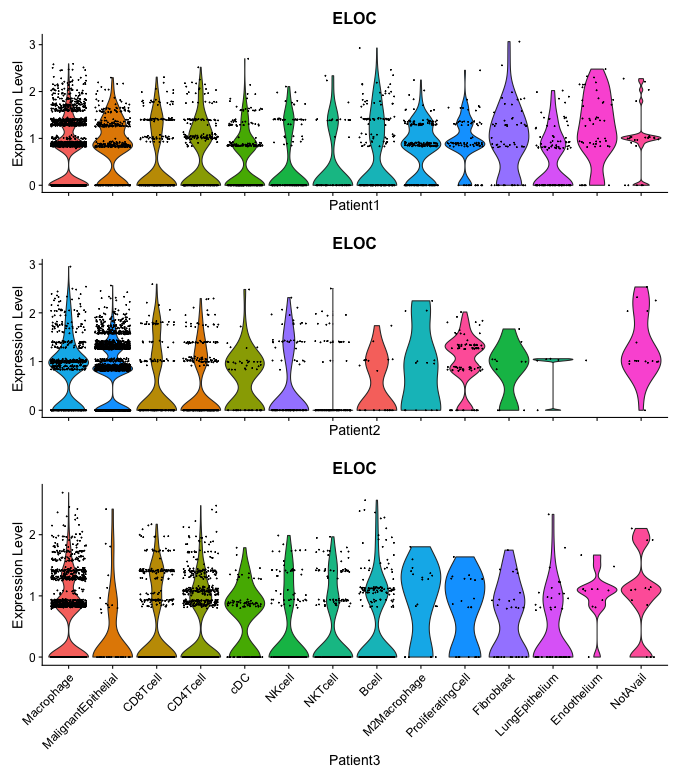 ELOC
Expression Level
3
2
1
0
Patient1
ELOC
Expression Level
3
2
1
0
Patient2
ELOC
Expression Level
2
1
0
Macrophage
MalignantEpithelial
CD8Tcell
CD4Tcell
cDC
NKcell
NKTcell
Bcell
M2Macrophage
ProliferatingCell
Fibroblast
LungEpithelium
Endothelium
NotAvail
Patient3